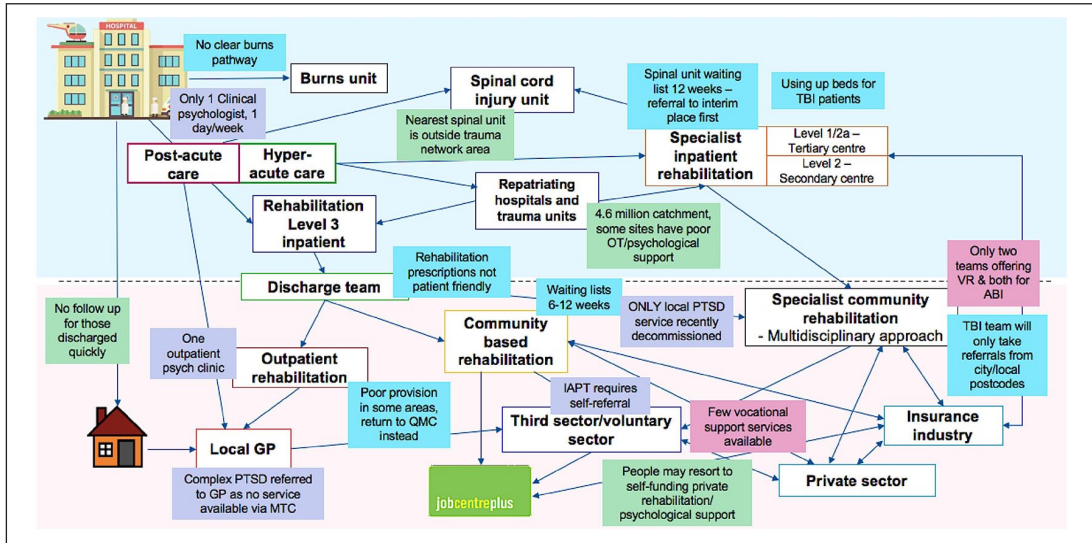 HOSPITAL
No clear burns
pathway
Burns unit
Only 1 Clinical
psychologist, 1
day/week
Spinal cord
injury unit
Nearest spinal unit
is outside trauma
network area
Spinal unit waiting
list 12 weeks –
referral to interim
place first
Using up beds for
TBI patients
Post-acute
care
Hyper-
acute care
Specialist
inpatient
rehabilitation
Level 1/2a –
Tertiary centre
Level 2 –
Secondary centre
Repatriating
hospitals and
trauma units
Rehabilitation
Level 3
inpatient
4.6 million catchment,
some sites have poor
OT/psychological
support
Only two
teams offering
VR & both for
ABI
Discharge team
Rehabilitation
prescriptions not
patient friendly
Waiting lists
6-12 weeks
ONLY local PTSD
service recently
decommissioned
Specialist community
rehabilitation
- Multidisciplinary approach
No follow up
for those
discharged
quickly
One
outpatient
psych clinic
Outpatient
rehabilitation
Community
based
rehabilitation
TBI team will
only take
referrals from
city/local
postcodes
Poor provision
in some areas,
return to QMC
instead
IAPT requires
self-referral
Third sector/voluntary
sector
Few vocational
support services
available
Insurance
industry
Local GP
Complex PTSD referred
to GP as no service
available via MTC
jobcentreplus
People may resort to
self-funding private
rehabilitation/
psychological support
Private sector